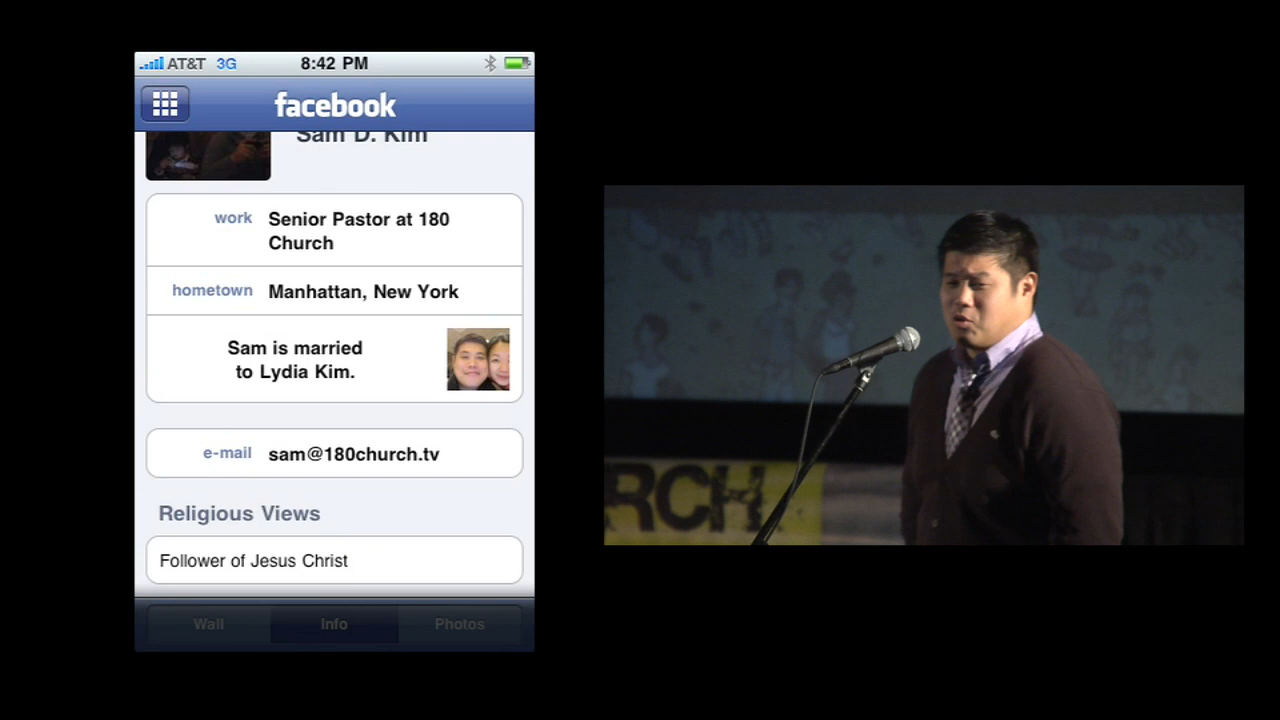 AT&T 3G 8:42 PM
facebook
Sam D. Kim
work Senior Pastor at 180
Church
hometown Manhattan, New York
Sam is married
to Lydia Kim.
e-mail sam@180church.tv
Religious Views
Follower of Jesus Christ
Wall Info Photos
RCH